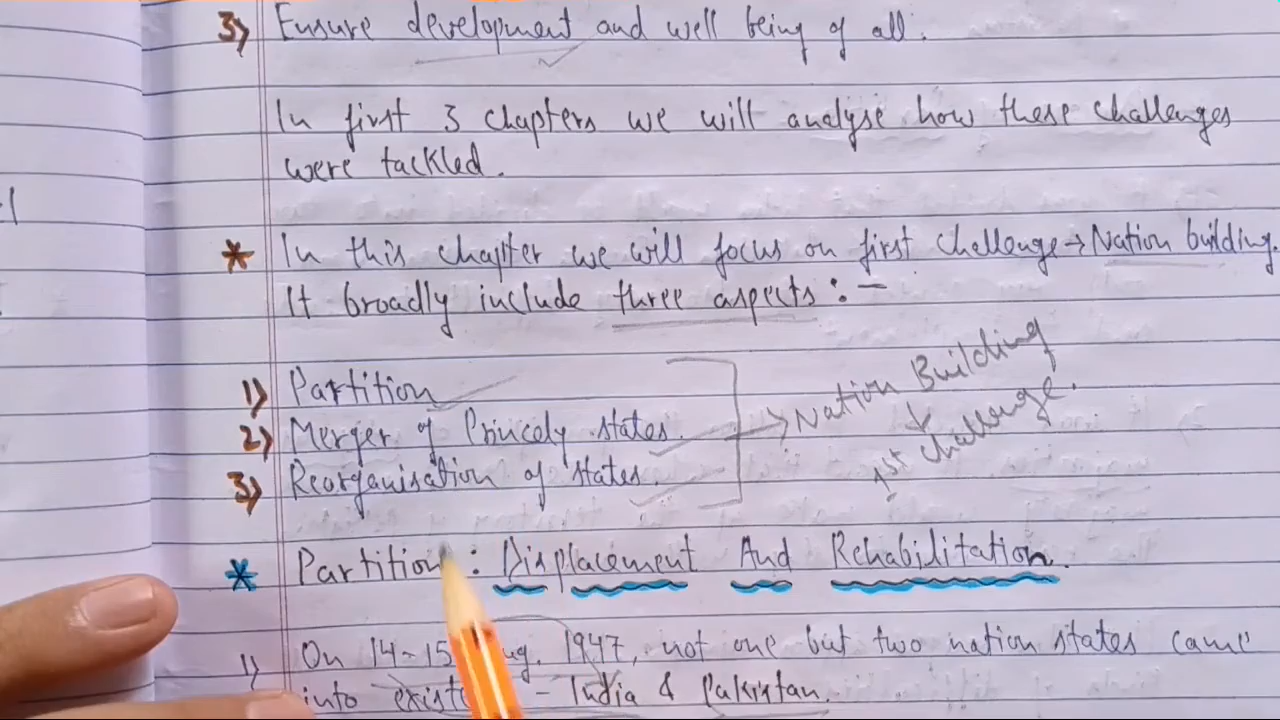 3) Ensure development and well being of all.
In first 3 chapters we will analyse how these challenges
were tackled.
* In this chapter we will focus on first challenge → Nation building.
It broadly include three aspects :-
1) Partition
2) Merger of Princely states.
3) Reorganisation of states.
→ Nation Building
↓
1st challenge.
* Partition : Displacement And Rehabilitation.
1) On 14-15 Aug. 1947, not one but two nation states came
into - India & Pakistan.